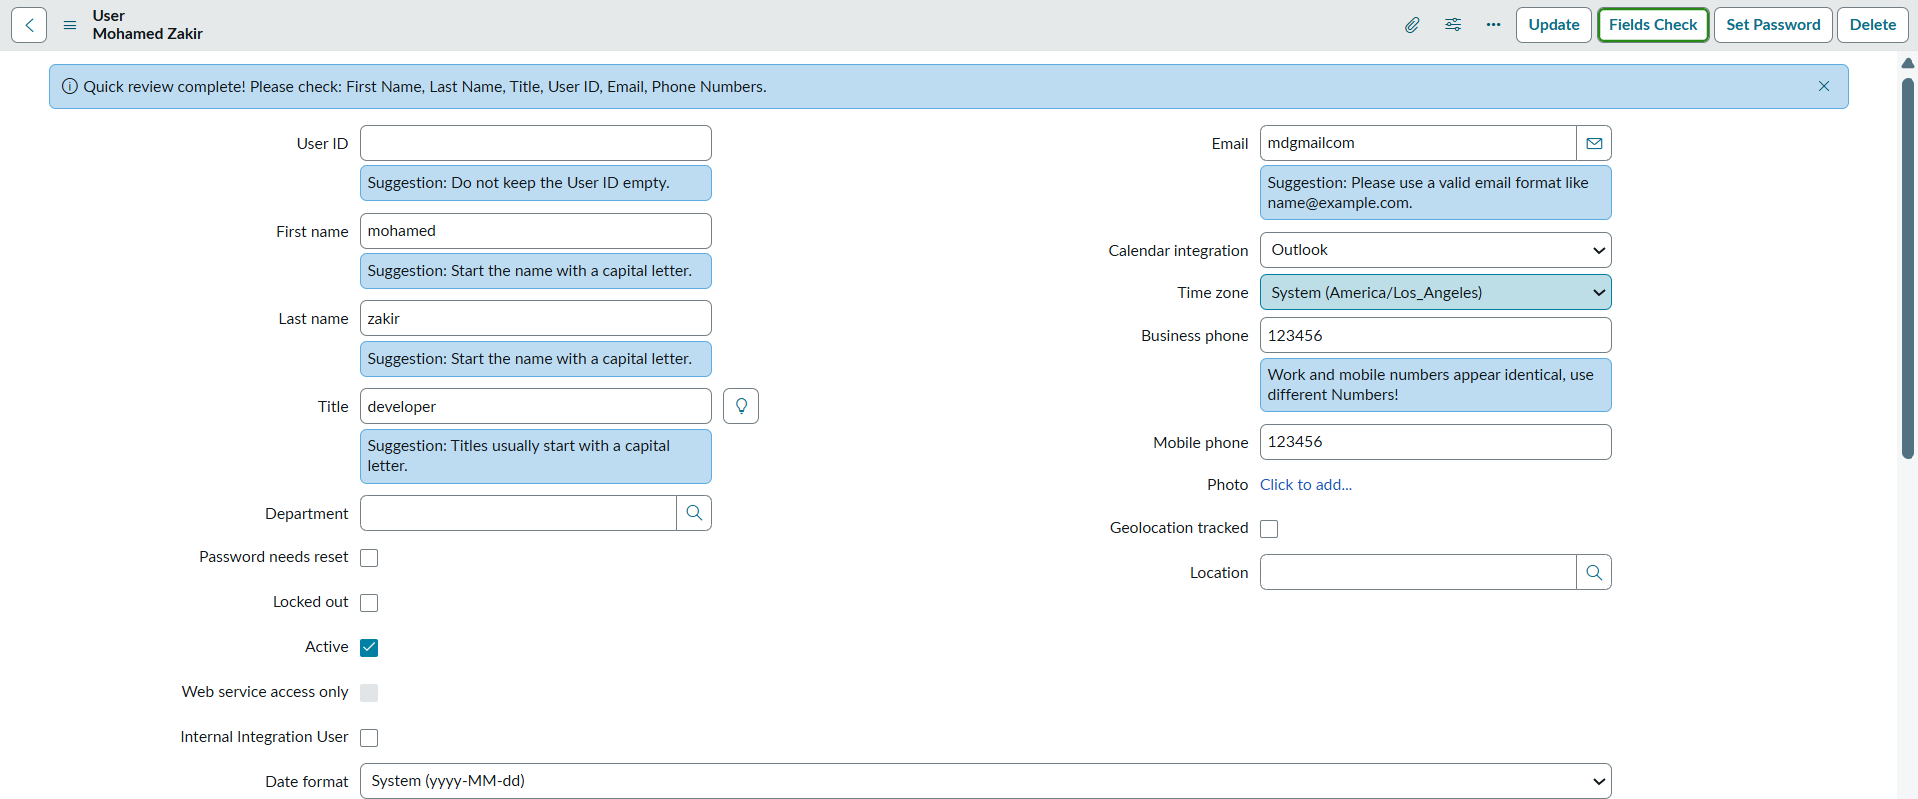 User
Mohamed Zakir
Update
Fields Check
Set Password
Delete
Quick review complete! Please check: First Name, Last Name, Title, User ID, Email, Phone Numbers.
User ID
Suggestion: Do not keep the User ID empty.
First name
mohamed
Suggestion: Start the name with a capital letter.
Last name
zakir
Suggestion: Start the name with a capital letter.
Title
developer
Suggestion: Titles usually start with a capital
letter.
Department
Password needs reset
Locked out
Active
Web service access only
Internal Integration User
Date format
System (yyyy-MM-dd)
Email
mdgmailcom
Suggestion: Please use a valid email format like
name@example.com.
Calendar integration
Outlook
Time zone
System (America/Los_Angeles)
Business phone
123456
Work and mobile numbers appear identical, use
different Numbers!
Mobile phone
123456
Photo
Click to add...
Geolocation tracked
Location